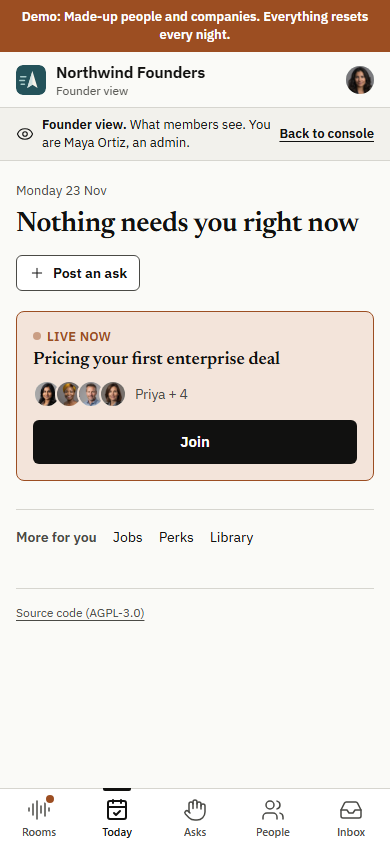 Demo: Made-up people and companies. Everything resets
every night.
Northwind Founders
Founder view
Founder view. What members see. You
are Maya Ortiz, an admin.
Back to console
Monday 23 Nov
Nothing needs you right now
+ Post an ask
LIVE NOW
Pricing your first enterprise deal
Priya + 4
Join
More for you
Jobs
Perks
Library
Source code (AGPL-3.0)
Rooms
Today
Asks
People
Inbox